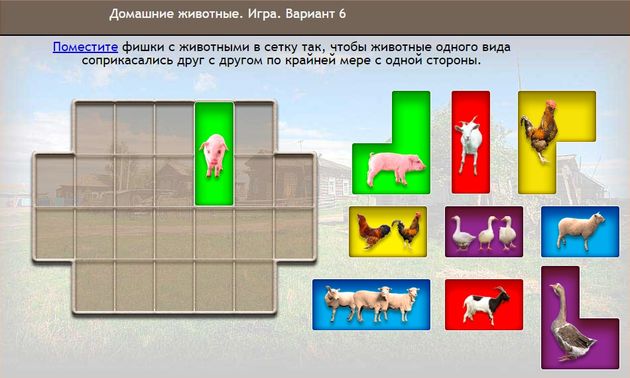 Домашние животные. Игра. Вариант 6
Поместите фишки с животными в сетку так, чтобы животные одного вида
соприкасались друг с другом по крайней мере с одной стороны.